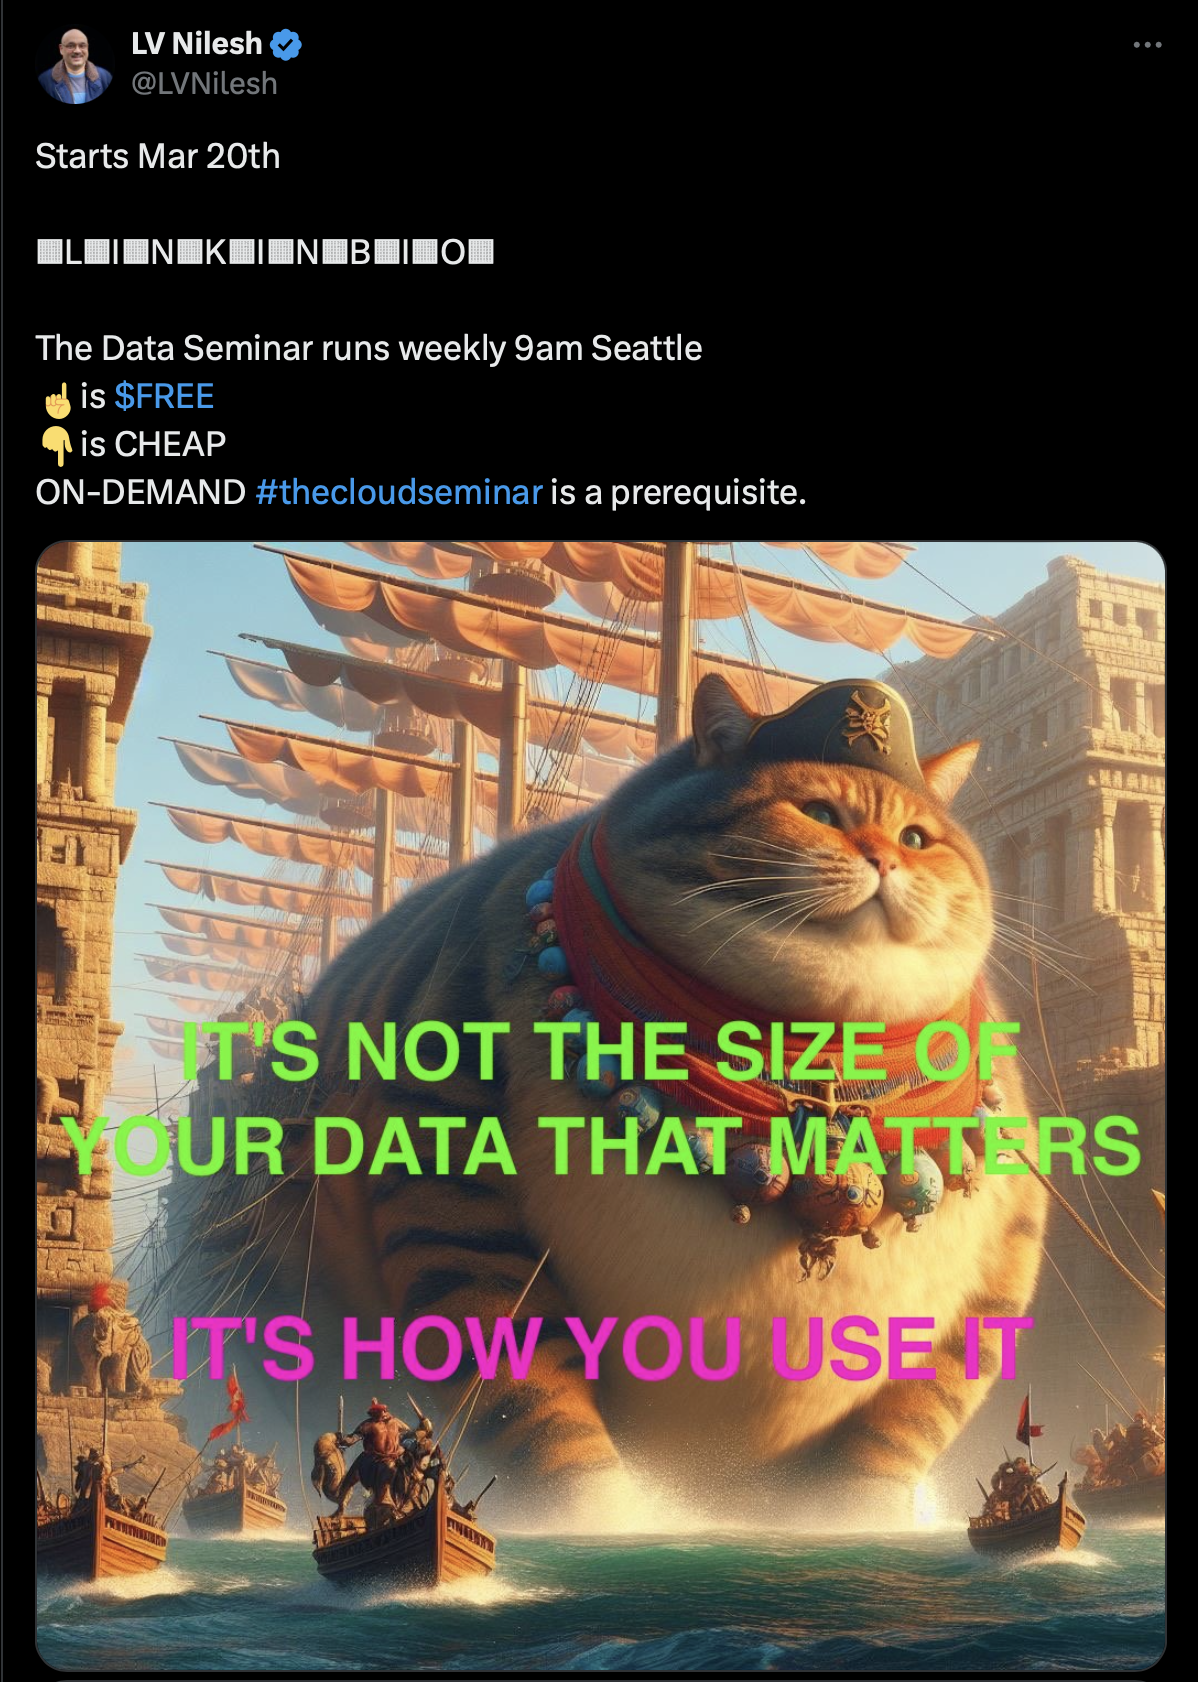 LV Nilesh
@LVNilesh
Starts Mar 20th
▦L▦I▦N▦K▦I▦N▦B▦I▦O▦
The Data Seminar runs weekly 9am Seattle
☝️is $FREE
👇is CHEAP
ON-DEMAND #thecloudseminar is a prerequisite.
IT'S NOT THE SIZE OF
YOUR DATA THAT MATTERS
IT'S HOW YOU USE IT